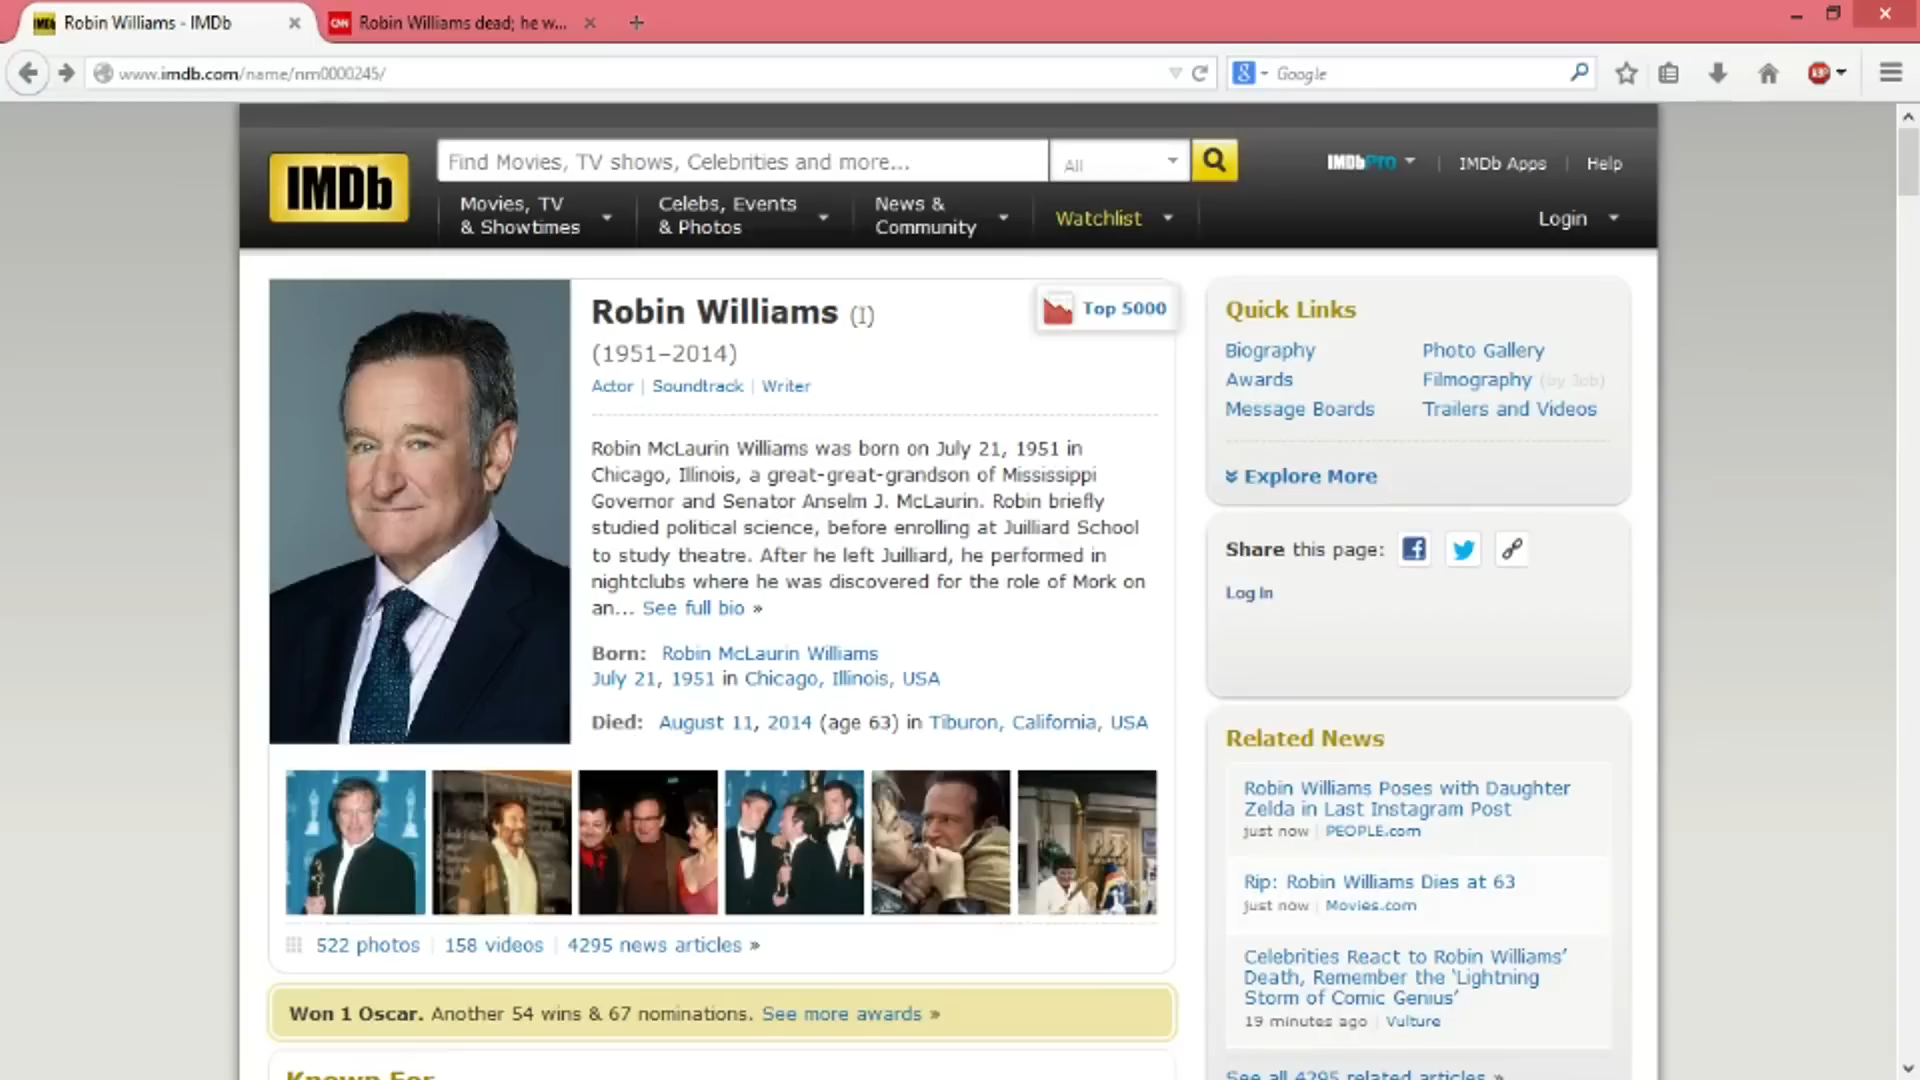 Robin Williams - IMDb
Robin Williams dead; he w...
www.imdb.com/name/nm0000245/
Google
IMDb
Find Movies, TV shows, Celebrities and more...
All
IMDbPro
IMDb Apps
Help
Movies, TV
& Showtimes
Celebs, Events
& Photos
News &
Community
Watchlist
Login
Robin Williams (I)
Top 5000
(1951–2014)
Actor | Soundtrack | Writer
Robin McLaurin Williams was born on July 21, 1951 in
Chicago, Illinois, a great-great-grandson of Mississippi
Governor and Senator Anselm J. McLaurin. Robin briefly
studied political science, before enrolling at Juilliard School
to study theatre. After he left Juilliard, he performed in
nightclubs where he was discovered for the role of Mork on
an... See full bio »
Born: Robin McLaurin Williams
July 21, 1951 in Chicago, Illinois, USA
Died: August 11, 2014 (age 63) in Tiburon, California, USA
522 photos | 158 videos | 4295 news articles »
Won 1 Oscar. Another 54 wins & 67 nominations. See more awards »
Known For
Quick Links
Biography
Photo Gallery
Awards
Filmography (by Job)
Message Boards
Trailers and Videos
Explore More
Share this page:
Log In
Related News
Robin Williams Poses with Daughter
Zelda in Last Instagram Post
just now | PEOPLE.com
Rip: Robin Williams Dies at 63
just now | Movies.com
Celebrities React to Robin Williams’
Death, Remember the ‘Lightning
Storm of Comic Genius’
19 minutes ago | Vulture
See all 4295 related articles »